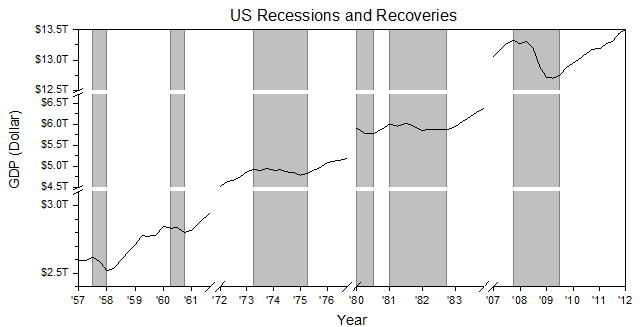 US Recessions and Recoveries
$13.5T
$13.0T
$12.5T
$6.5T
$6.0T
$5.0T
$4.5T
$3.0T
$2.5T
GDP (Dollar)
'57 '58 '59 '60 '61 '72 '73 '74 '75 '76 '80 '81 '82 '83 '07 '08 '09 '10 '11 '12
Year